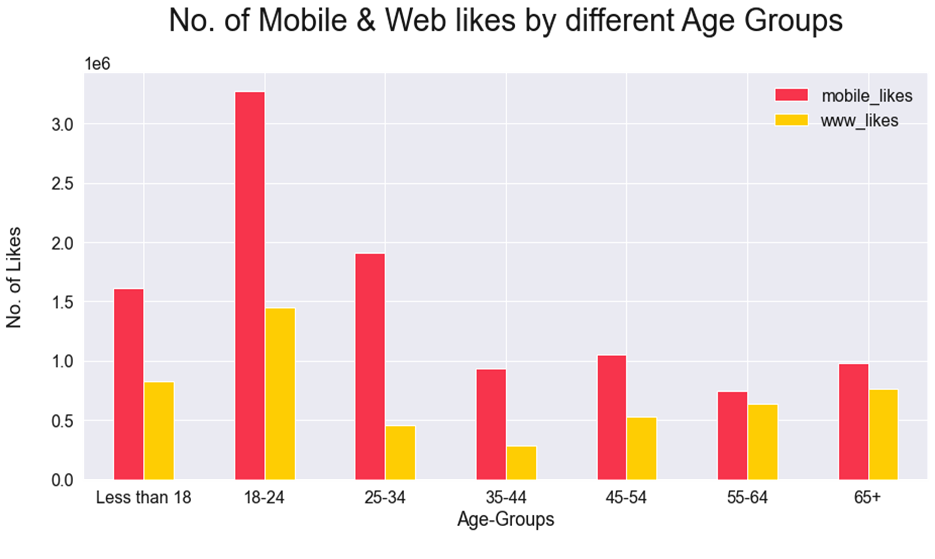 No. of Mobile & Web likes by different Age Groups
1e6
mobile_likes
www_likes
3.0
2.5
2.0
1.5
1.0
0.5
0.0
No. of Likes
Less than 18 18-24 25-34 35-44 45-54 55-64 65+
Age-Groups